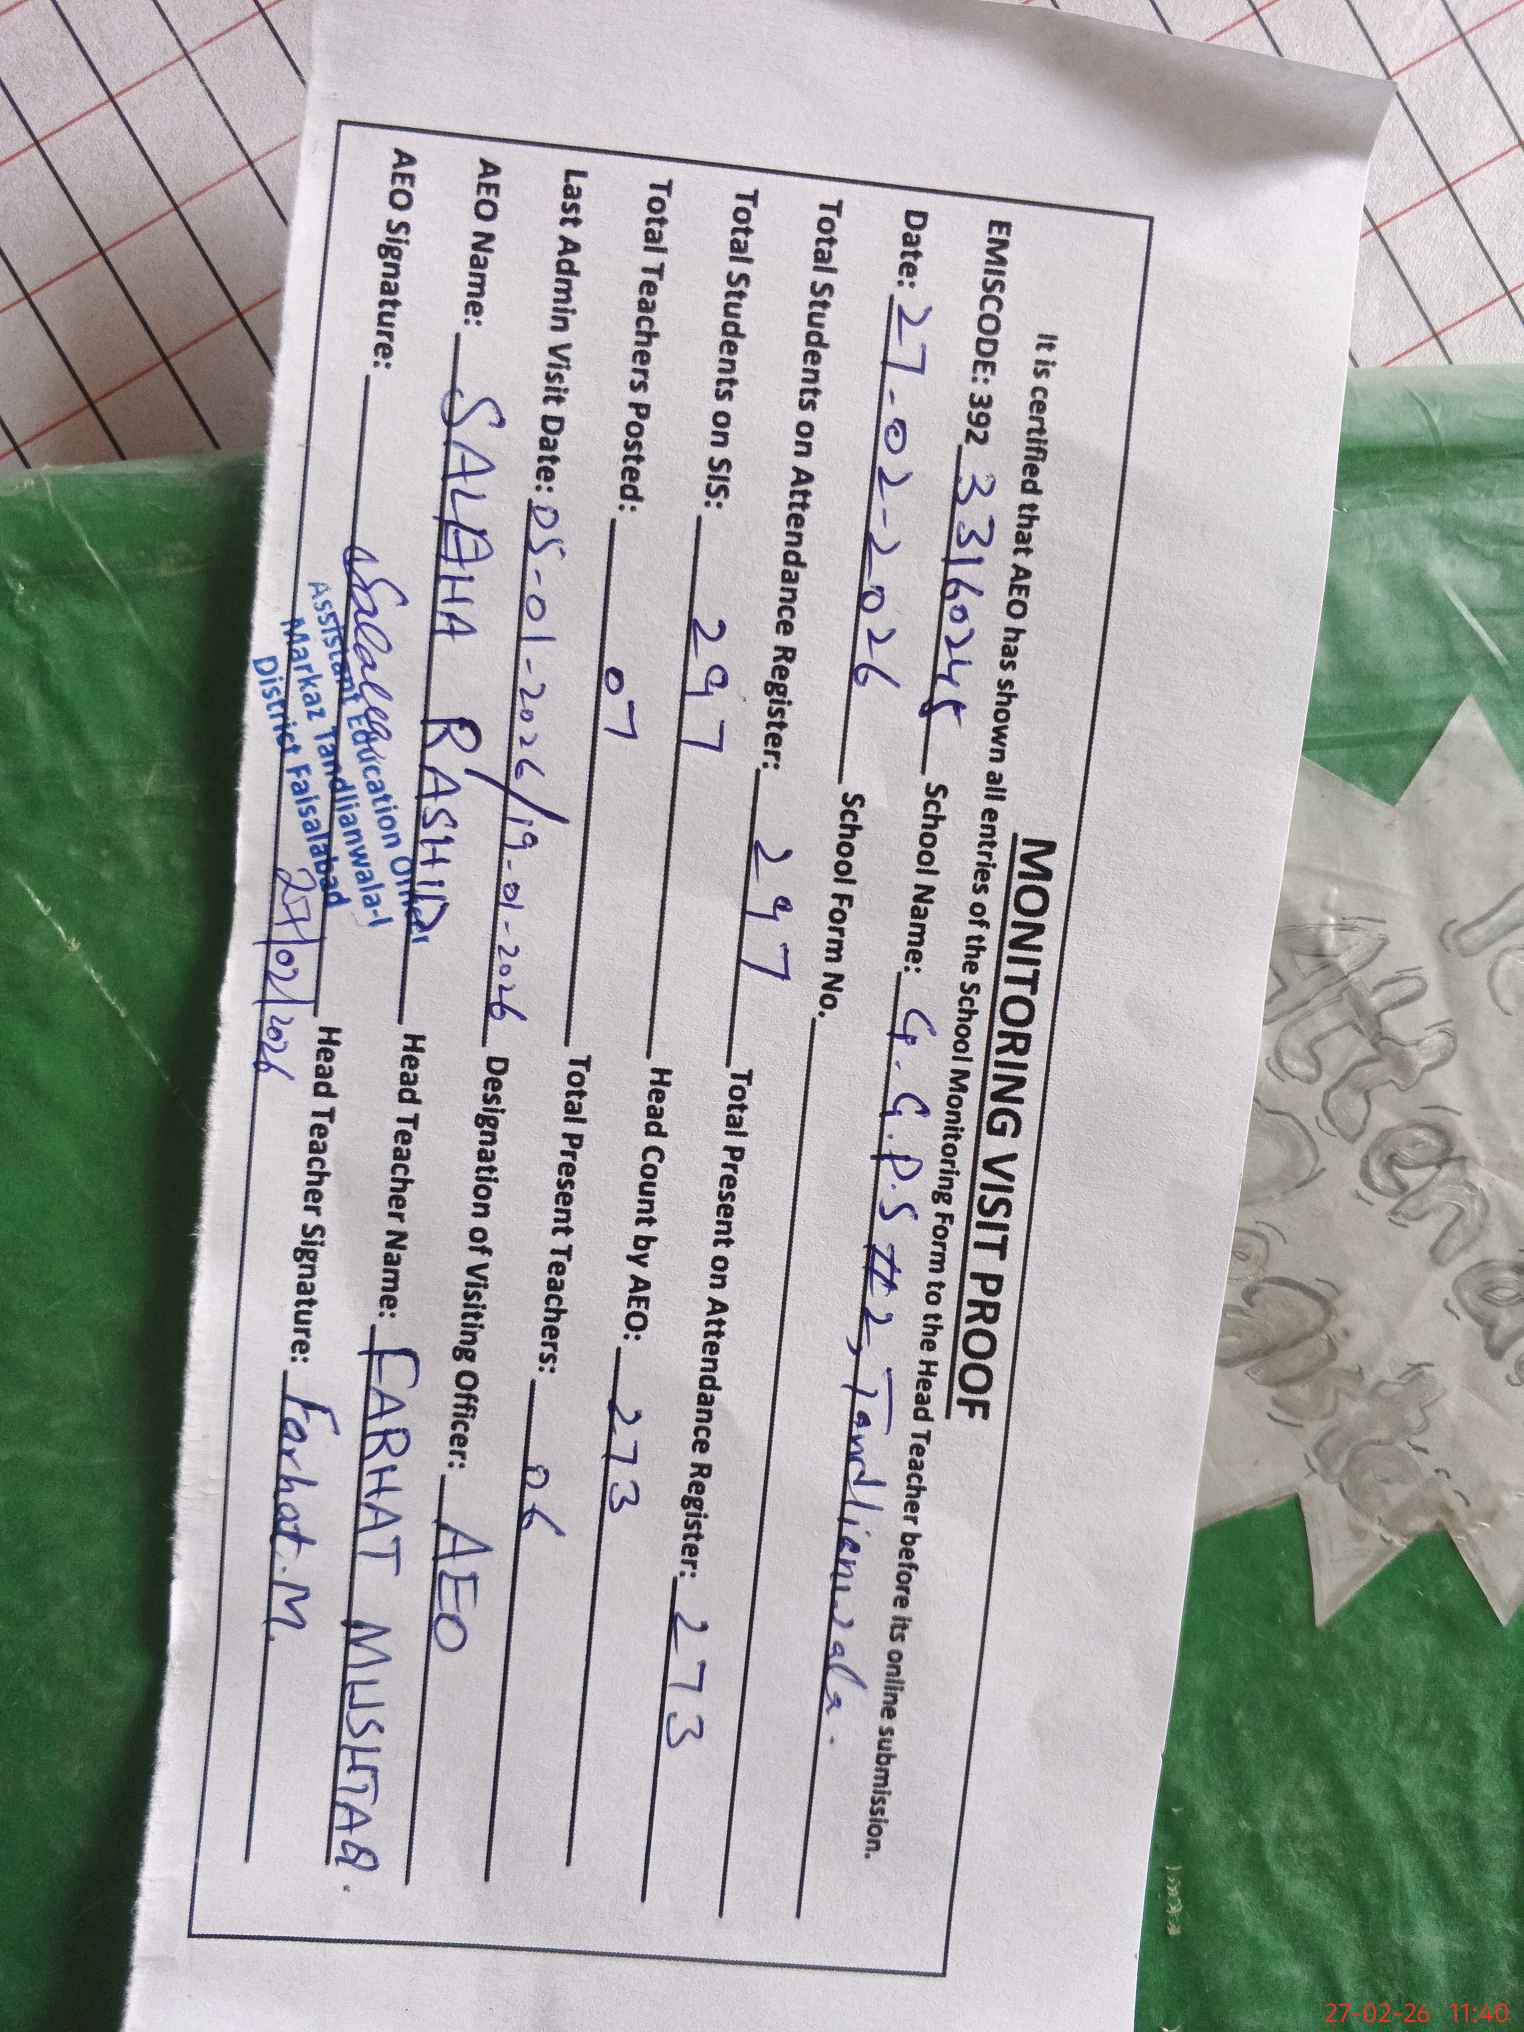 MONITORING VISIT PROOF
It is certified that AEO has shown all entries of the School Monitoring Form to the Head Teacher before its online submission.
EMISCODE: 392 33160245 School Name: G.G.P.S #2, Tandlianwala.
Date: 27-02-2026 School Form No.
Total Students on Attendance Register: 297 Total Present on Attendance Register: 273
Total Students on SIS: 297 Head Count by AEO: 273
Total Teachers Posted: 07 Total Present Teachers: 06
Last Admin Visit Date: 05-01-2026/19-01-2026 Designation of Visiting Officer: AEO
AEO Name: SALEHA RASHID Head Teacher Name: FARHAT MUSHTAQ.
AEO Signature: Saleha Head Teacher Signature: Farhat.M.
Assistant Education Officer
Markaz Tandlianwala-I
District Faisalabad
27/02/2026
27-02-26 11:40